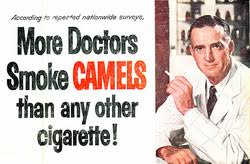 According to repeated nationwide surveys,
More Doctors
Smoke CAMELS
than any other
cigarette!